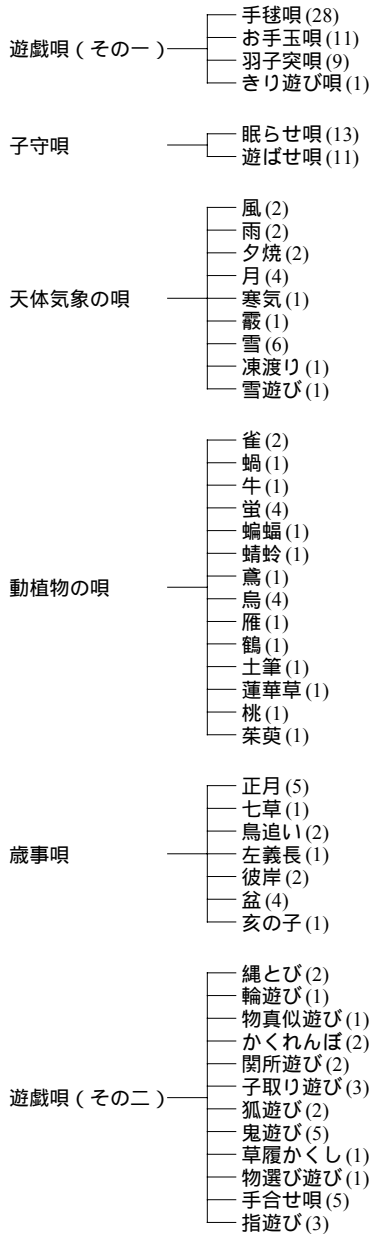 遊戯唄（その一）
手毬唄(28)
お手玉唄(11)
羽子突唄(9)
きり遊び唄(1)
子守唄
眠らせ唄(13)
遊ばせ唄(11)
天体気象の唄
風(2)
雨(2)
夕焼(2)
月(4)
寒気(1)
霰(1)
雪(6)
凍渡り(1)
雪遊び(1)
動植物の唄
雀(2)
蝸(1)
牛(1)
蛍(4)
蝙蝠(1)
蜻蛉(1)
鳶(1)
烏(4)
雁(1)
鶴(1)
土筆(1)
蓮華草(1)
桃(1)
茱萸(1)
歳事唄
正月(5)
七草(1)
鳥追い(2)
左義長(1)
彼岸(2)
盆(4)
亥の子(1)
遊戯唄（その二）
縄とび(2)
輪遊び(1)
物真似遊び(1)
かくれんぼ(2)
関所遊び(2)
子取り遊び(3)
狐遊び(2)
鬼遊び(5)
草履かくし(1)
物選び遊び(1)
手合せ唄(5)
指遊び(3)